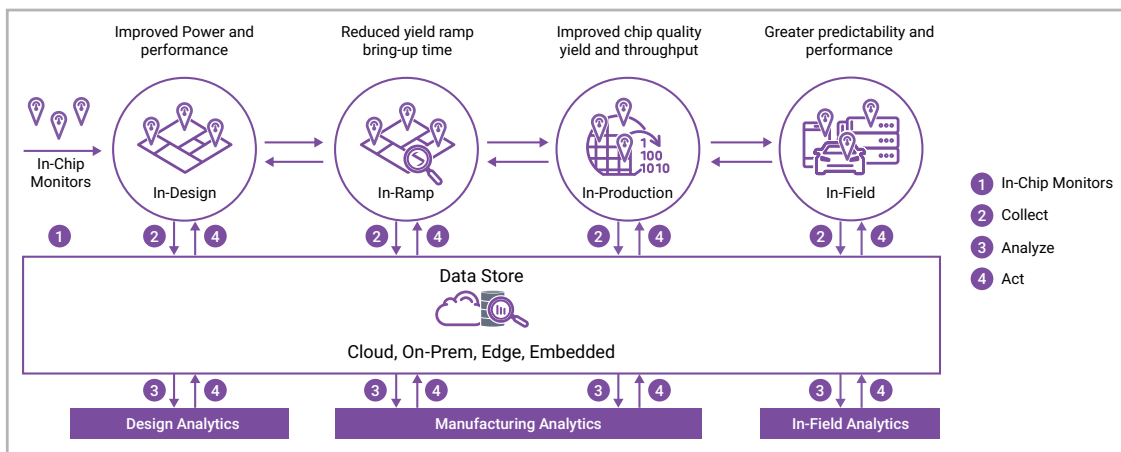 Improved Power and
performance
Reduced yield ramp
bring-up time
Improved chip quality
yield and throughput
Greater predictability and
performance
In-Chip
Monitors
In-Design
In-Ramp
1
100
1010
In-Production
In-Field
1 In-Chip Monitors
2 Collect
3 Analyze
4 Act
1
2 4
2 4
2 4
2 4
Data Store
Cloud, On-Prem, Edge, Embedded
3 4
3 4
3 4
3 4
Design Analytics
Manufacturing Analytics
In-Field Analytics